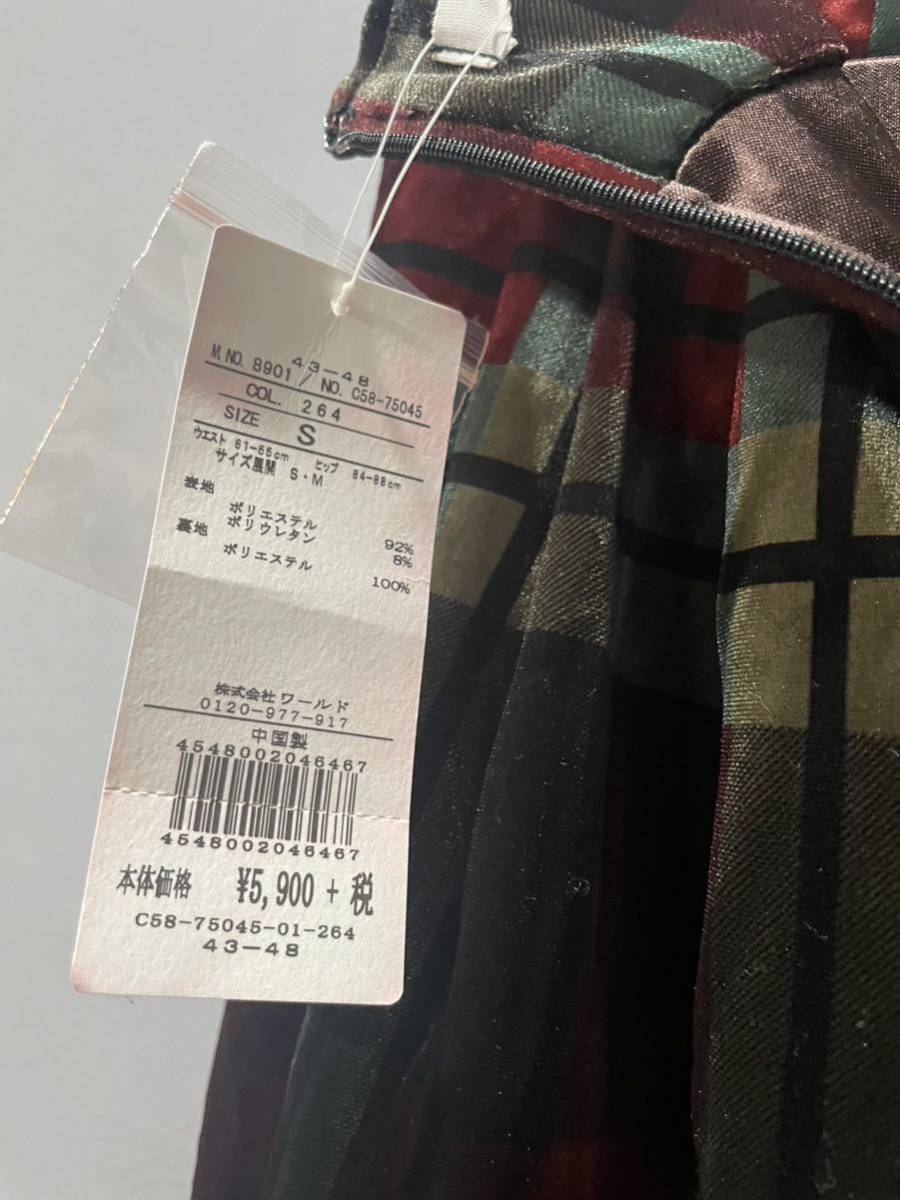 43-48
M.NO. 8901 / NO. C58-75045
COL. 264
SIZE S
ウエスト 61-65cm ヒップ 84-88cm
サイズ展開 S・M
表地
ポリエステル 92%
ポリウレタン 8%
裏地
ポリエステル 100%
株式会社 ワールド
0120-977-917
中国製
4548002046467
4548002046467
本体価格 ¥5,900 + 税
C58-75045-01-264
43-48